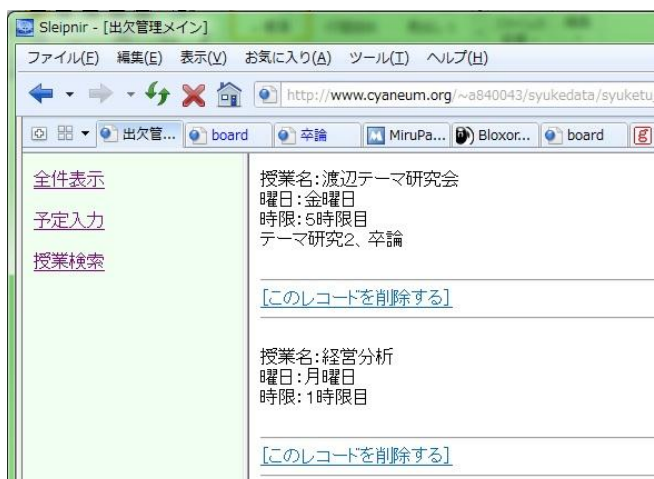 Sleipnir - [出欠管理メイン]
ファイル(F) 編集(E) 表示(V) お気に入り(A) ツール(T) ヘルプ(H)
http://www.cyaneum.org/~a840043/syukedata/syuketu
出欠管... board 卒論 MiruPa... Bloxor... board
全件表示
予定入力
授業検索
授業名:渡辺テーマ研究会
曜日:金曜日
時限:5時限目
テーマ研究2、卒論
[このレコードを削除する]
授業名:経営分析
曜日:月曜日
時限:1時限目
[このレコードを削除する]